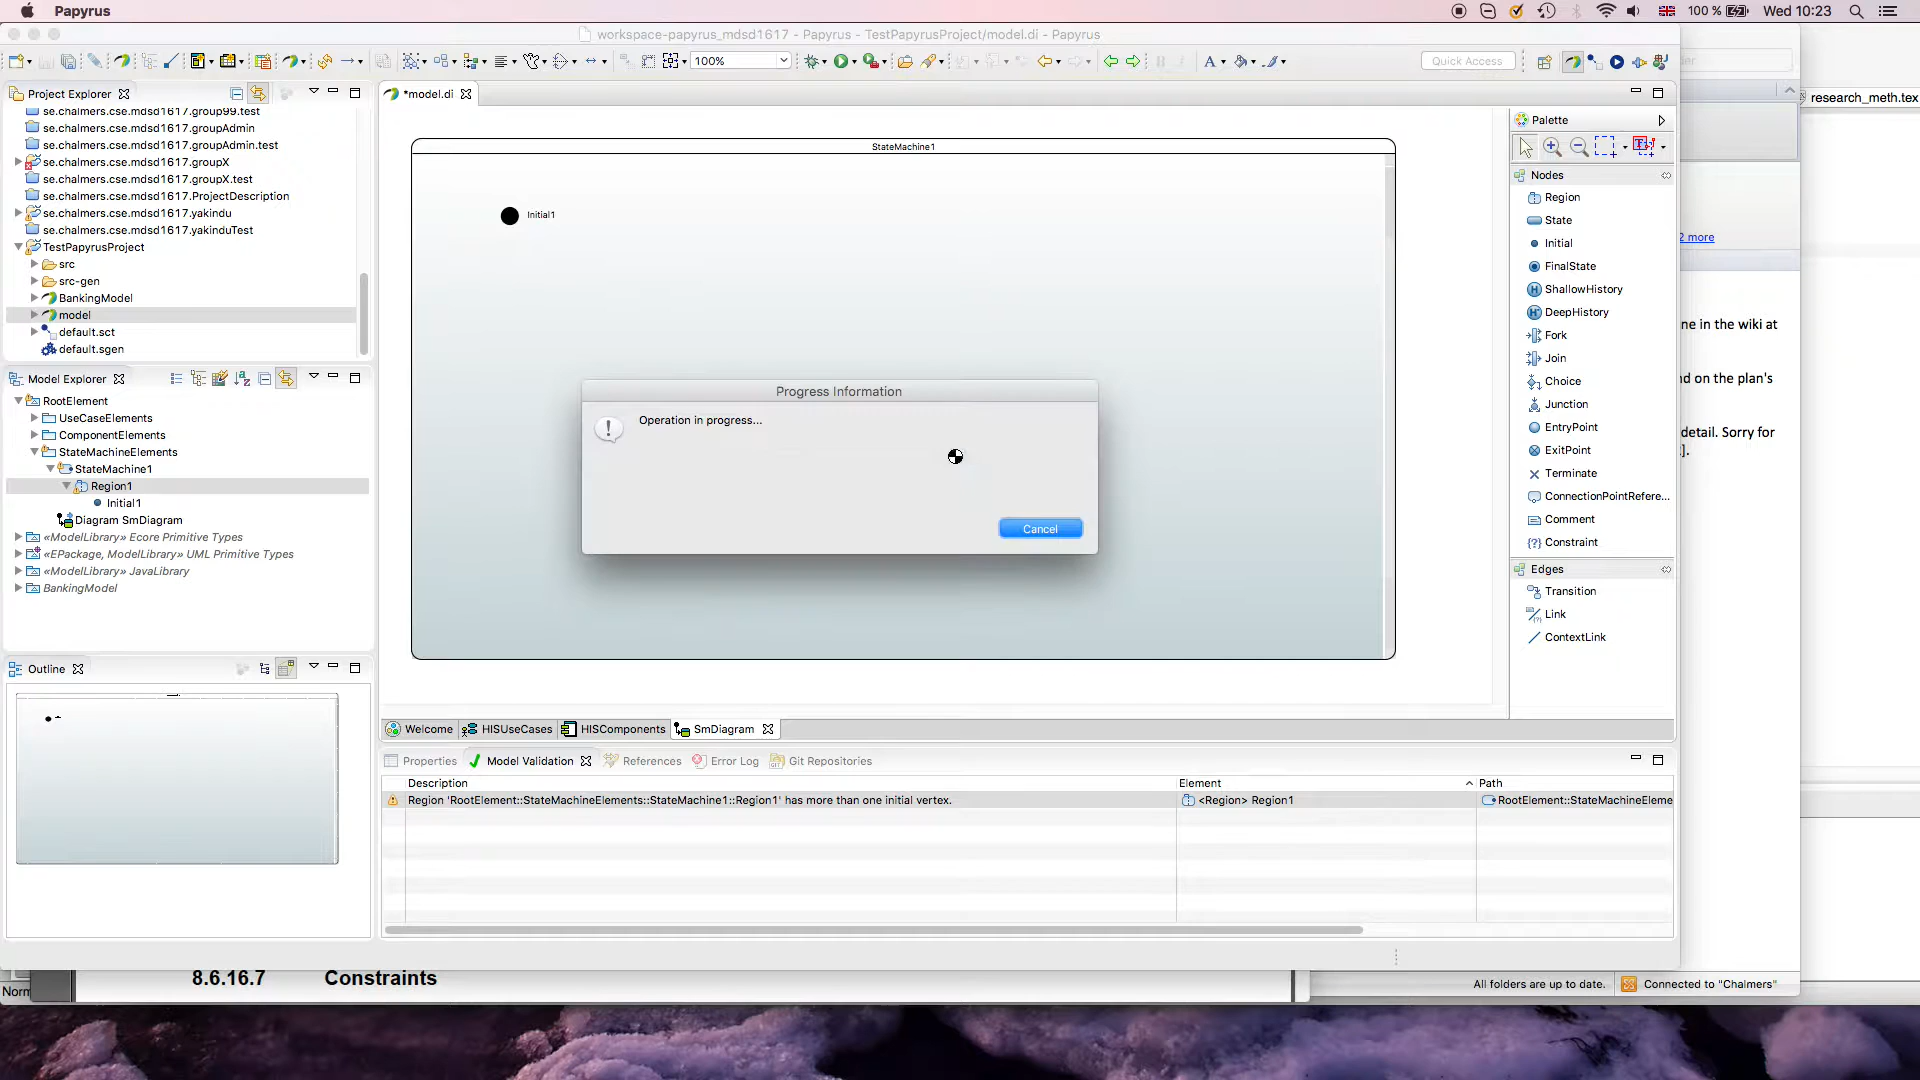 Papyrus
100 %
Wed 10:23
workspace-papyrus_mdsd1617 - Papyrus - TestPapyrusProject/model.di - Papyrus
100%
Quick Access
Project Explorer
se.chalmers.cse.mdsd1617.group99.test
se.chalmers.cse.mdsd1617.groupAdmin
se.chalmers.cse.mdsd1617.groupAdmin.test
se.chalmers.cse.mdsd1617.groupX
se.chalmers.cse.mdsd1617.groupX.test
se.chalmers.cse.mdsd1617.ProjectDescription
se.chalmers.cse.mdsd1617.yakindu
se.chalmers.cse.mdsd1617.yakinduTest
TestPapyrusProject
src
src-gen
BankingModel
model
default.sct
default.sgen
Model Explorer
RootElement
UseCaseElements
ComponentElements
StateMachineElements
StateMachine1
Region1
Initial1
Diagram SmDiagram
«ModelLibrary» Ecore Primitive Types
«EPackage, ModelLibrary» UML Primitive Types
«ModelLibrary» JavaLibrary
BankingModel
Outline
*model.di
StateMachine1
Initial1
Progress Information
Operation in progress...
Cancel
Palette
Nodes
Region
State
Initial
FinalState
ShallowHistory
DeepHistory
Fork
Join
Choice
Junction
EntryPoint
ExitPoint
Terminate
ConnectionPointRefere...
Comment
Constraint
Edges
Transition
Link
ContextLink
Welcome
HISUseCases
HISComponents
SmDiagram
Properties
Model Validation
References
Error Log
Git Repositories
Description
Element
Path
Region 'RootElement::StateMachineElements::StateMachine1::Region1' has more than one initial vertex.
<Region> Region1
RootElement::StateMachineEleme
research_meth.tex
2 more
ne in the wiki at
nd on the plan's
detail. Sorry for
].
Norm
8.6.16.7 Constraints
All folders are up to date.
Connected to "Chalmers"